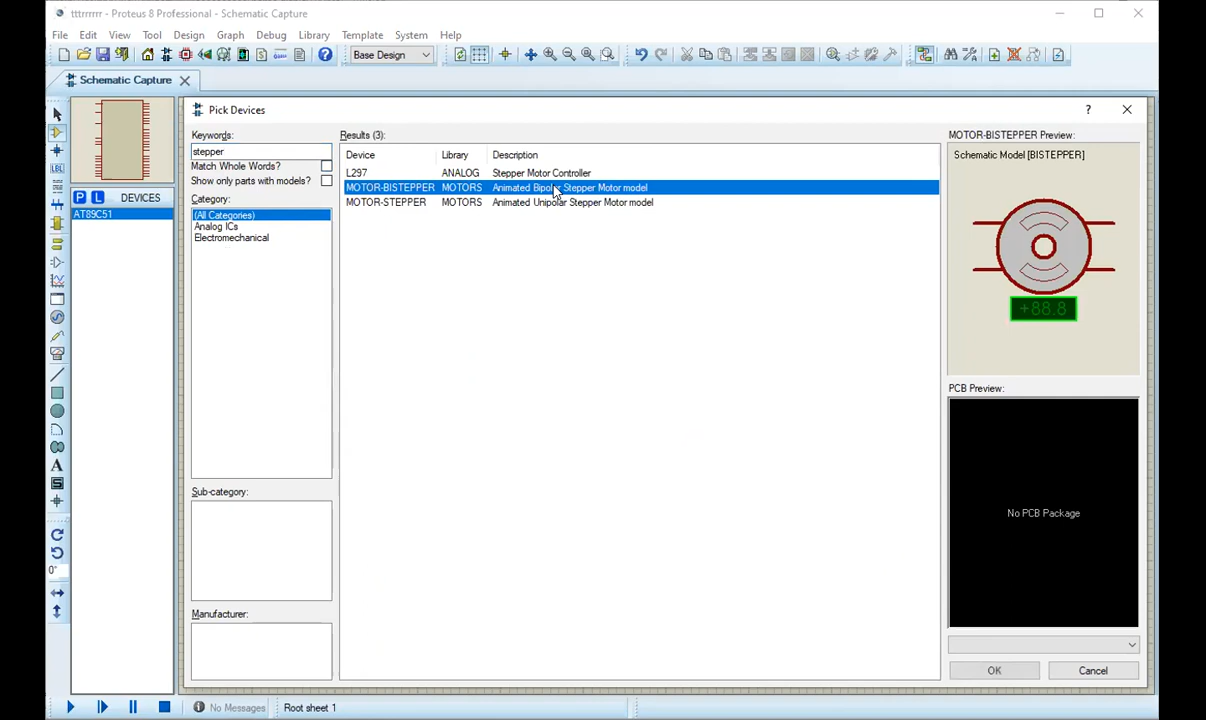 tttrrrrrr - Proteus 8 Professional - Schematic Capture
File Edit View Tool Design Graph Debug Library Template System Help
Base Design
Schematic Capture
Pick Devices
Keywords:
stepper
Match Whole Words?
Show only parts with models?
Category:
(All Categories)
Analog ICs
Electromechanical
Sub-category:
Manufacturer:
P L DEVICES
AT89C51
LBL
A
S
0°
Results (3):
Device Library Description
L297 ANALOG Stepper Motor Controller
MOTOR-BISTEPPER MOTORS Animated Bipolar Stepper Motor model
MOTOR-STEPPER MOTORS Animated Unipolar Stepper Motor model
MOTOR-BISTEPPER Preview:
Schematic Model [BISTEPPER]
+88.8
PCB Preview:
No PCB Package
OK Cancel
No Messages Root sheet 1